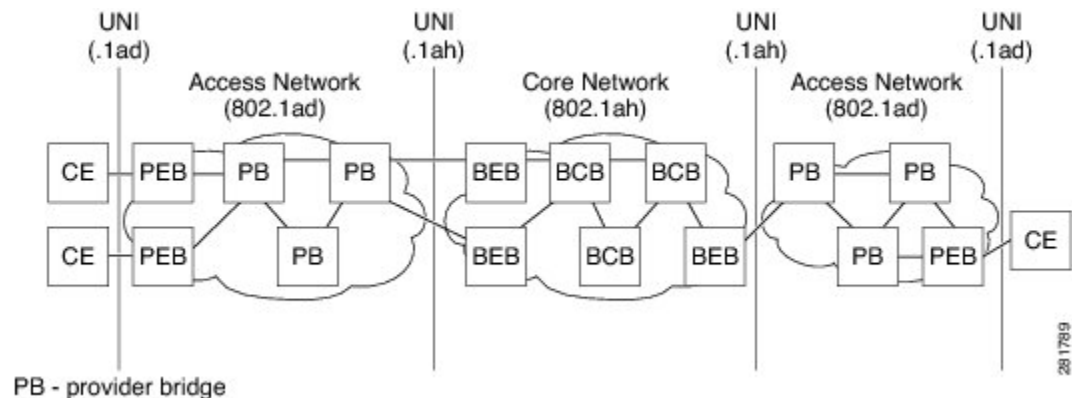 UNI UNI UNI UNI
(.1ad) (.1ah) (.1ah) (.1ad)
Access Network Core Network Access Network
(802.1ad) (802.1ah) (802.1ad)
CE PEB PB PB BEB BCB BCB PB PB
CE PEB PB BEB BCB BEB PB PEB CE
281789
PB - provider bridge